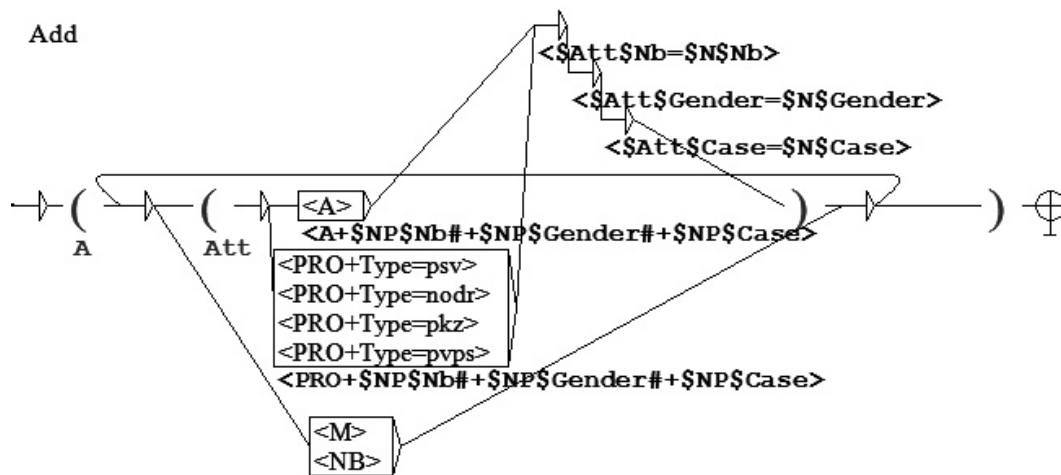 Add
<$Att$Nb=$N$Nb>
<$Att$Gender=$N$Gender>
<$Att$Case=$N$Case>
( ( <A> ) )
A Att <A+$NP$Nb#+$NP$Gender#+$NP$Case>
<PRO+Type=psv>
<PRO+Type=nodr>
<PRO+Type=pkz>
<PRO+Type=pvps>
<PRO+$NP$Nb#+$NP$Gender#+$NP$Case>
<M>
<NB>